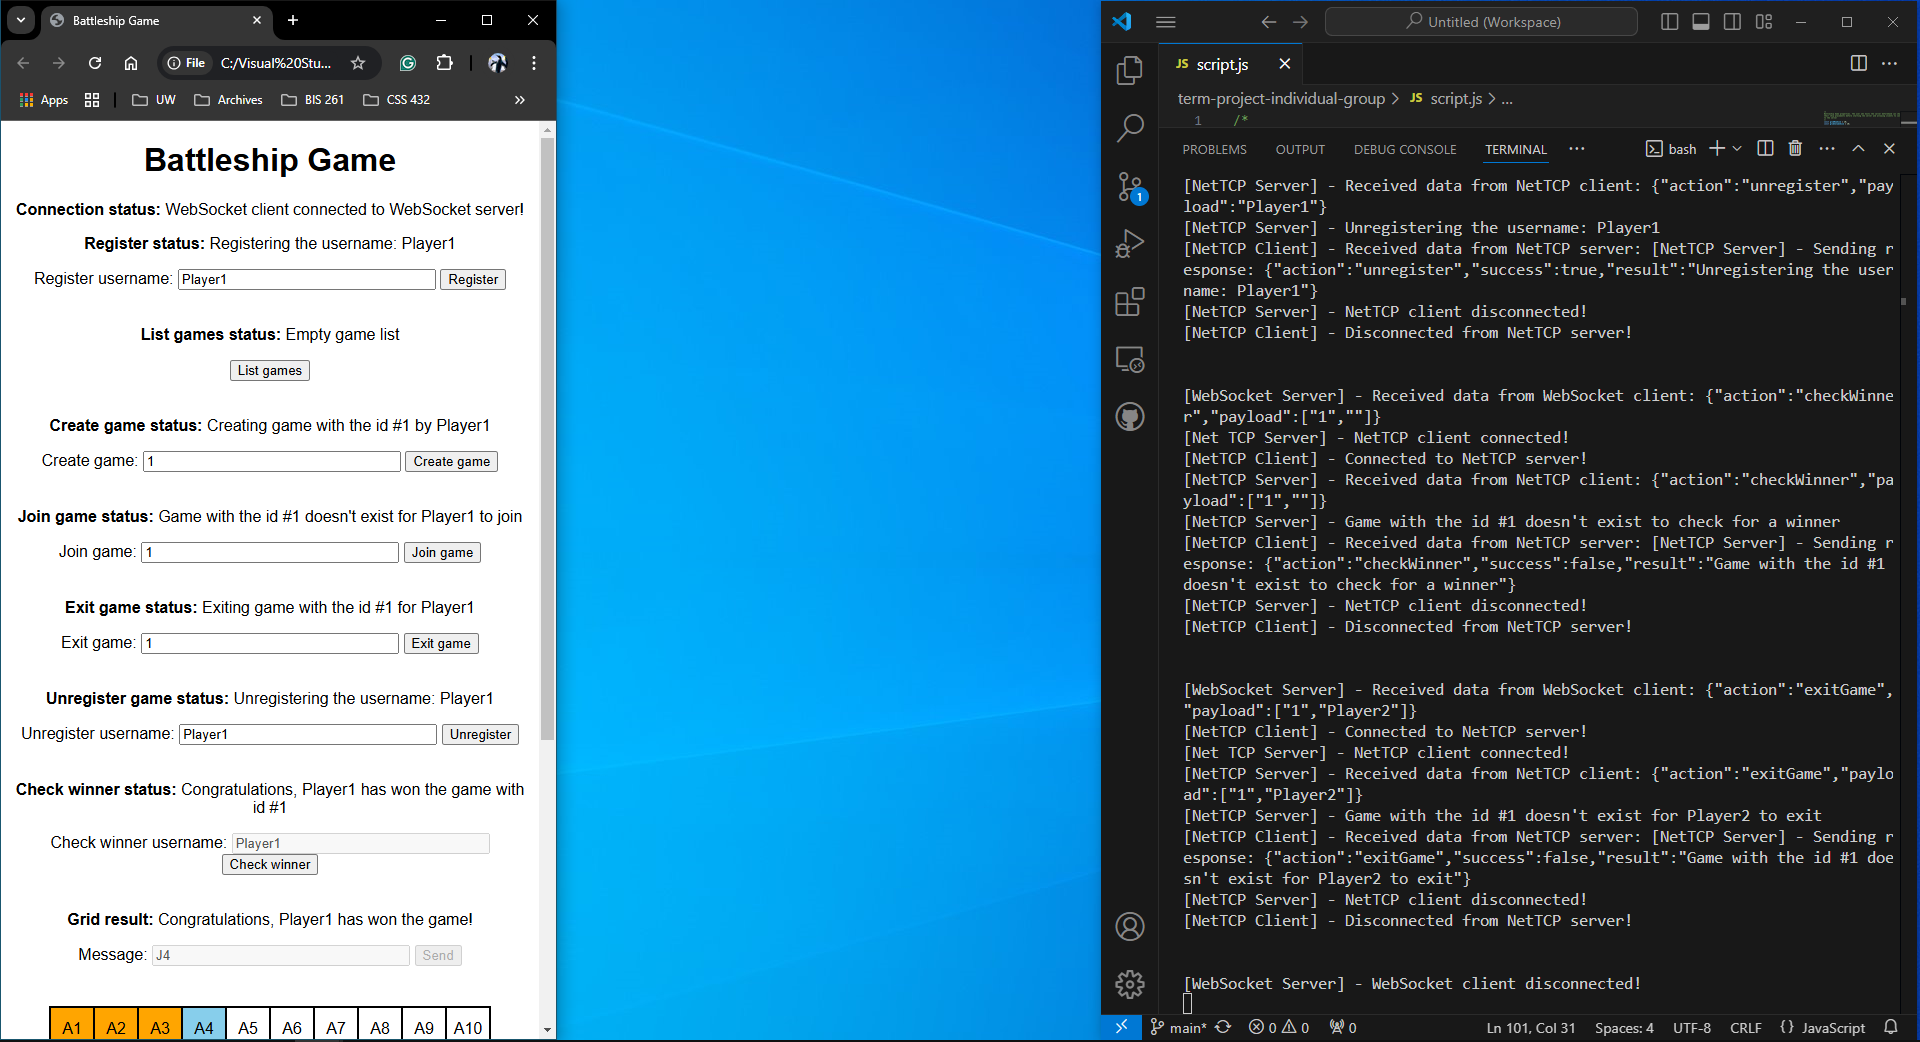 Battleship Game
File C:/Visual%20Stu...
Apps UW Archives BIS 261 CSS 432 »
Battleship Game
Connection status: WebSocket client connected to WebSocket server!
Register status: Registering the username: Player1
Register username: Player1 Register
List games status: Empty game list
List games
Create game status: Creating game with the id #1 by Player1
Create game: 1 Create game
Join game status: Game with the id #1 doesn't exist for Player1 to join
Join game: 1 Join game
Exit game status: Exiting game with the id #1 for Player1
Exit game: 1 Exit game
Unregister game status: Unregistering the username: Player1
Unregister username: Player1 Unregister
Check winner status: Congratulations, Player1 has won the game with
id #1
Check winner username: Player1
Check winner
Grid result: Congratulations, Player1 has won the game!
Message: J4 Send
A1 A2 A3 A4 A5 A6 A7 A8 A9 A10
Untitled (Workspace)
JS script.js
term-project-individual-group > JS script.js > ...
1 /*
PROBLEMS OUTPUT DEBUG CONSOLE TERMINAL ... bash
[NetTCP Server] - Received data from NetTCP client: {"action":"unregister","pay
load":"Player1"}
[NetTCP Server] - Unregistering the username: Player1
[NetTCP Client] - Received data from NetTCP server: [NetTCP Server] - Sending r
esponse: {"action":"unregister","success":true,"result":"Unregistering the user
name: Player1"}
[NetTCP Server] - NetTCP client disconnected!
[NetTCP Client] - Disconnected from NetTCP server!
[WebSocket Server] - Received data from WebSocket client: {"action":"checkWinne
r","payload":["1",""]}
[Net TCP Server] - NetTCP client connected!
[NetTCP Client] - Connected to NetTCP server!
[NetTCP Server] - Received data from NetTCP client: {"action":"checkWinner","pa
yload":["1",""]}
[NetTCP Server] - Game with the id #1 doesn't exist to check for a winner
[NetTCP Client] - Received data from NetTCP server: [NetTCP Server] - Sending r
esponse: {"action":"checkWinner","success":false,"result":"Game with the id #1
doesn't exist to check for a winner"}
[NetTCP Server] - NetTCP client disconnected!
[NetTCP Client] - Disconnected from NetTCP server!
[WebSocket Server] - Received data from WebSocket client: {"action":"exitGame",
"payload":["1","Player2"]}
[NetTCP Client] - Connected to NetTCP server!
[Net TCP Server] - NetTCP client connected!
[NetTCP Server] - Received data from NetTCP client: {"action":"exitGame","paylo
ad":["1","Player2"]}
[NetTCP Server] - Game with the id #1 doesn't exist for Player2 to exit
[NetTCP Client] - Received data from NetTCP server: [NetTCP Server] - Sending r
esponse: {"action":"exitGame","success":false,"result":"Game with the id #1 doe
sn't exist for Player2 to exit"}
[NetTCP Server] - NetTCP client disconnected!
[NetTCP Client] - Disconnected from NetTCP server!
[WebSocket Server] - WebSocket client disconnected!
1
main* 0 0 0 Ln 101, Col 31 Spaces: 4 UTF-8 CRLF {} JavaScript